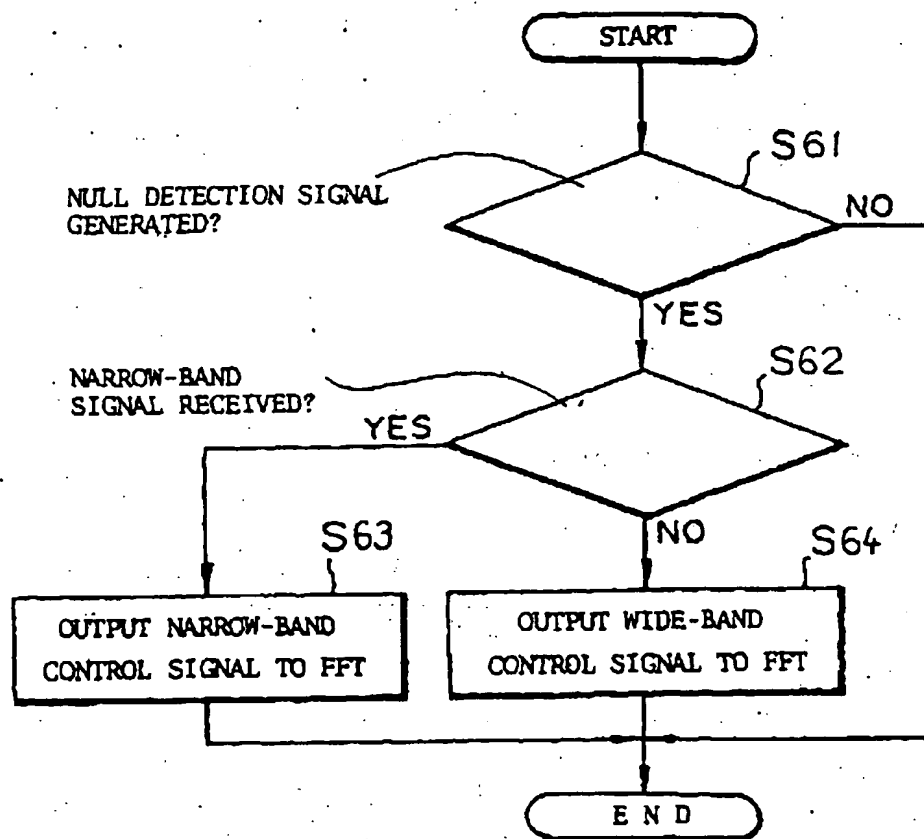 START
S61
NULL DETECTION SIGNAL
GENERATED?
NO
YES
S62
NARROW-BAND
SIGNAL RECEIVED?
YES
NO
S63
S64
OUTPUT NARROW-BAND
CONTROL SIGNAL TO FFT
OUTPUT WIDE-BAND
CONTROL SIGNAL TO FFT
END